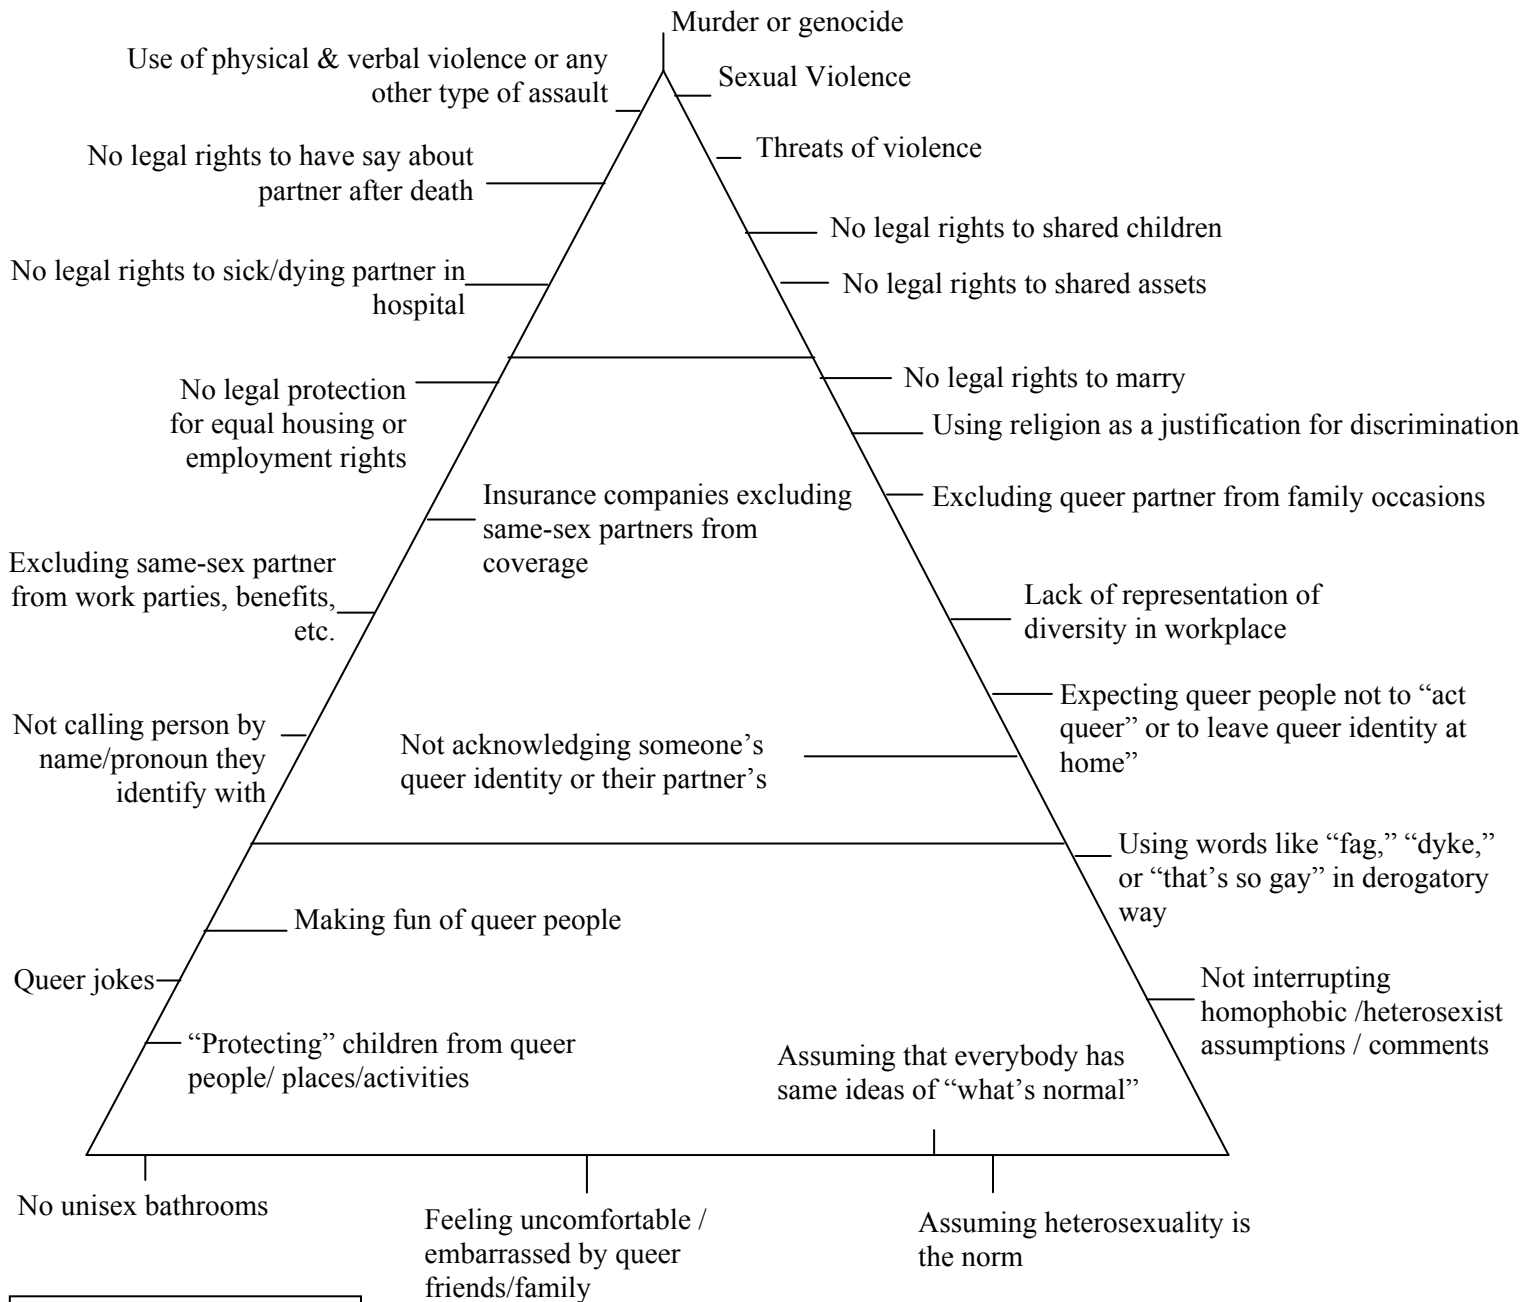 Murder or genocide
Use of physical & verbal violence or any
other type of assault
Sexual Violence
No legal rights to have say about
partner after death
Threats of violence
No legal rights to shared children
No legal rights to sick/dying partner in
hospital
No legal rights to shared assets
No legal protection
for equal housing or
employment rights
No legal rights to marry
Using religion as a justification for discrimination
Insurance companies excluding
same-sex partners from
coverage
Excluding queer partner from family occasions
Excluding same-sex partner
from work parties, benefits,
etc.
Lack of representation of
diversity in workplace
Not calling person by
name/pronoun they
identify with
Not acknowledging someone’s
queer identity or their partner’s
Expecting queer people not to “act
queer” or to leave queer identity at
home”
Using words like “fag,” “dyke,”
or “that’s so gay” in derogatory
way
Making fun of queer people
Queer jokes
Not interrupting
homophobic /heterosexist
assumptions / comments
“Protecting” children from queer
people/ places/activities
Assuming that everybody has
same ideas of “what’s normal”
No unisex bathrooms
Feeling uncomfortable /
embarrassed by queer
friends/family
Assuming heterosexuality is
the norm